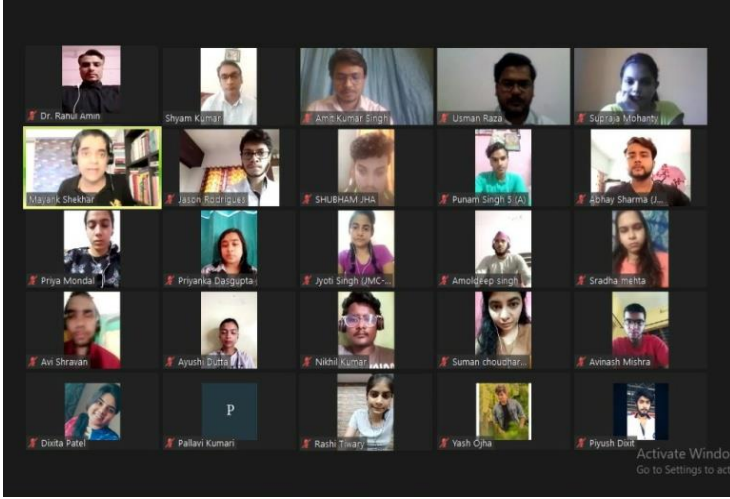 Dr. Ranui Amin
Shyam Kumar
Amit Kumar Singh
Usman Raza
Supraja Mohanty
Mayank Shekhar
Jason Rodrigues
SHUBHAM JHA
Punam Singh S (A)
Abhay Sharma (J...
Priya Mondal
Priyanka Dasgupta
Jyoti Singh (JMC-...
Amoldeep singh
Sradha mehta
Avi Shravan
Ayushi Dutta
Nikhil Kumar
Suman choudhar...
Avinash Mishra
P
Dixita Patel
Pallavi Kumari
Rashi Tiwary
Yash Ojha
Piyush Dixit
Activate Windo
Go to Settings to act